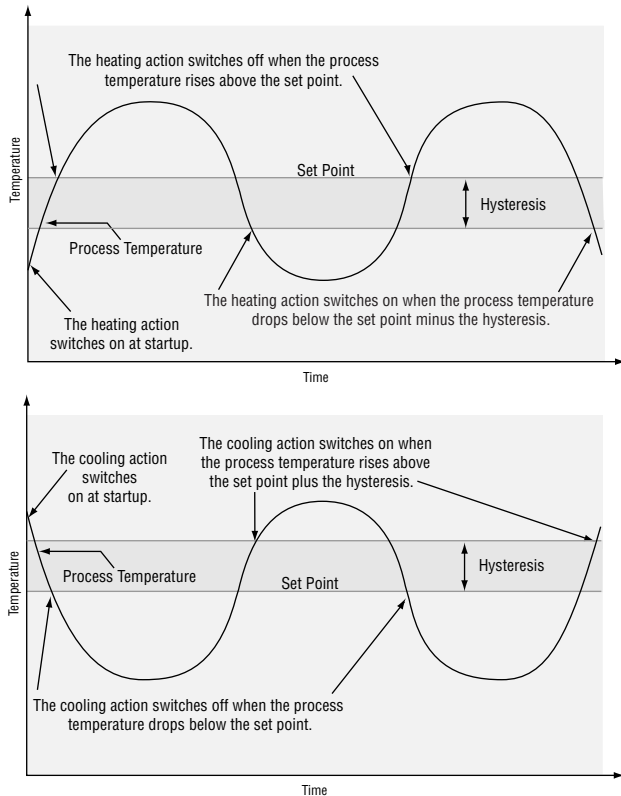 The heating action switches off when the process
temperature rises above the set point.
Temperature
Set Point
Hysteresis
Process Temperature
The heating action switches on when the process temperature
drops below the set point minus the hysteresis.
The heating action
switches on at startup.
Time
The cooling action switches on when
the process temperature rises above
the set point plus the hysteresis.
The cooling action
switches
on at startup.
Temperature
Process Temperature
Hysteresis
Set Point
The cooling action switches off when the process
temperature drops below the set point.
Time